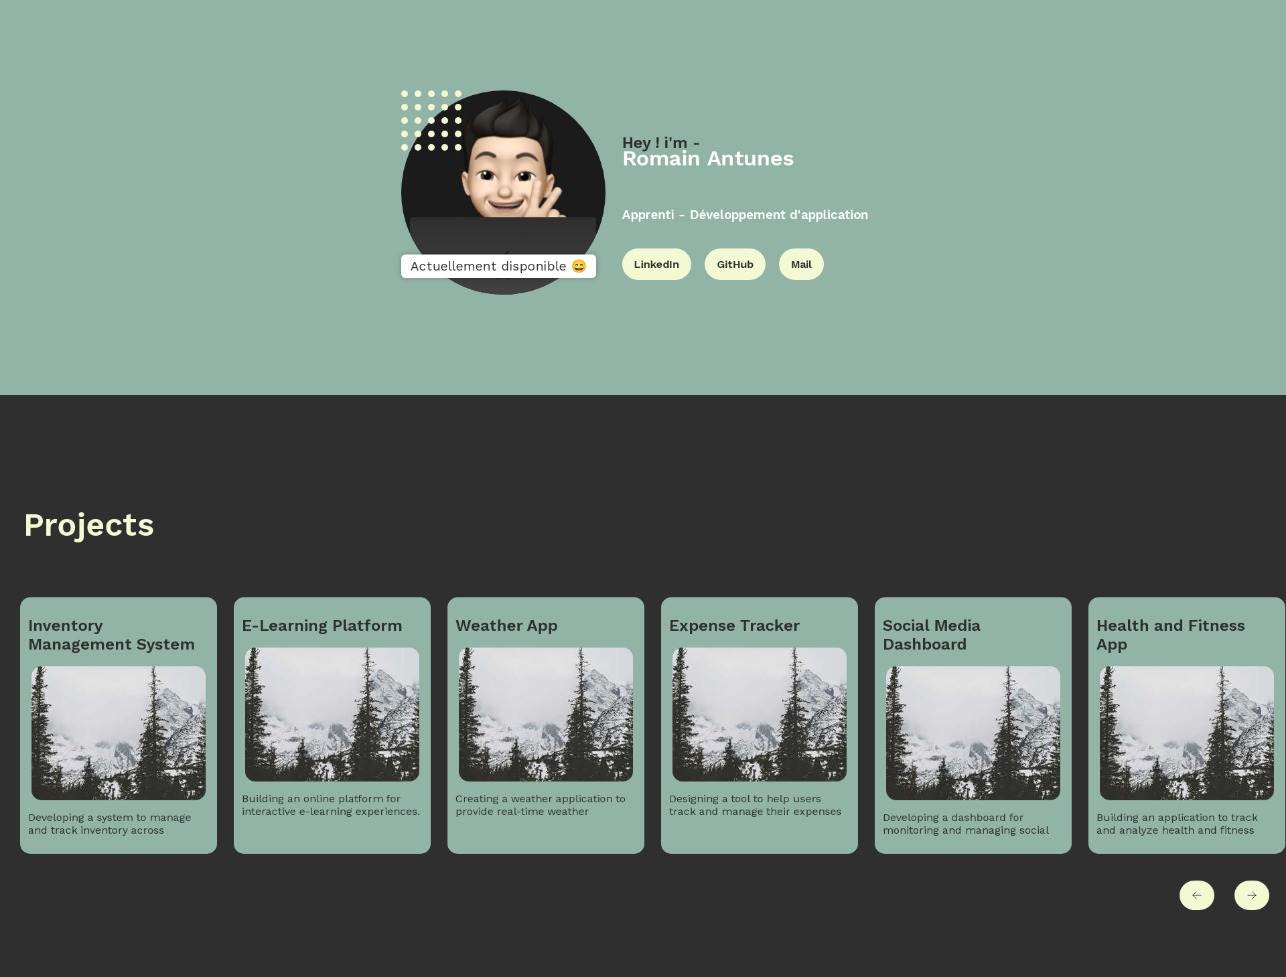 Hey ! i'm -
Romain Antunes
Apprenti - Développement d'application
Actuellement disponible 😄
LinkedIn
GitHub
Mail
Projects
Inventory
Management System
Developing a system to manage
and track inventory across
E-Learning Platform
Building an online platform for
interactive e-learning experiences.
Weather App
Creating a weather application to
provide real-time weather
Expense Tracker
Designing a tool to help users
track and manage their expenses
Social Media
Dashboard
Developing a dashboard for
monitoring and managing social
Health and Fitness
App
Building an application to track
and analyze health and fitness